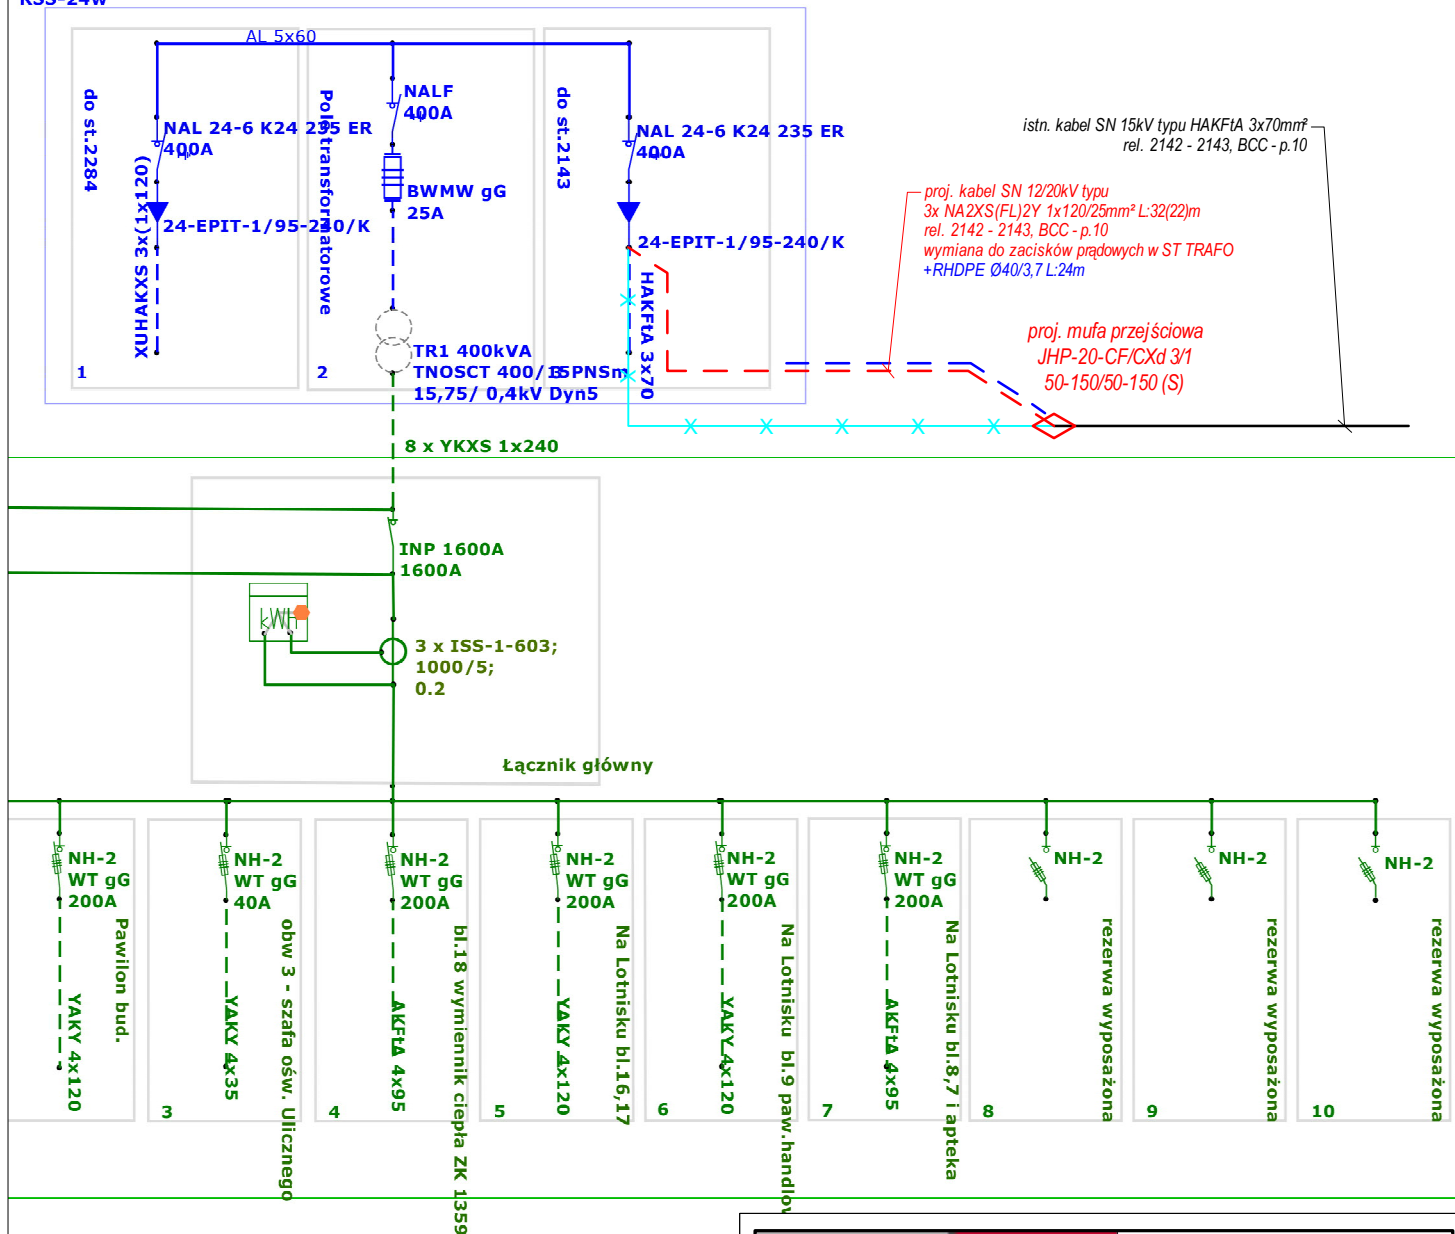 RSS-24w
AL 5x60
do st.2284
NAL 24-6 K24 235 ER
400A
XUHAKXS 3x(1x120)
24-EPIT-1/95-240/K
1
Pole transformatorowe
NALF
400A
BWMW gG
25A
TR1 400kVA
TNOSCT 400/15PNSm
15,75/ 0,4kV Dyn5
2
do st.2143
NAL 24-6 K24 235 ER
400A
24-EPIT-1/95-240/K
HAKFtA 3x70
3
istn. kabel SN 15kV typu HAKFtA 3x70mm²
rel. 2142 - 2143, BCC - p.10
proj. kabel SN 12/20kV typu
3x NA2XS(FL)2Y 1x120/25mm² L:32(22)m
rel. 2142 - 2143, BCC - p.10
wymiana do zacisków prądowych w ST TRAFO
+RHDPE Ø40/3,7 L:24m
proj. mufa przejściowa
JHP-20-CF/CXd 3/1
50-150/50-150 (S)
8 x YKXS 1x240
INP 1600A
1600A
kWH
3 x ISS-1-603;
1000/5;
0.2
Łącznik główny
NH-2
WT gG
200A
Pawilon bud.
YAKY 4x120
NH-2
WT gG
40A
obw 3 - szafa ośw. Ulicznego
YAKY 4x35
3
NH-2
WT gG
200A
bl.18 wymiennik ciepła ZK 1359
AKFtA 4x95
4
NH-2
WT gG
200A
Na Lotnisku bl.16,17
YAKY 4x120
5
NH-2
WT gG
200A
Na Lotnisku bl.9 paw.handlow
YAKY 4x120
6
NH-2
WT gG
200A
Na Lotnisku bl.8,7 i apteka
AKFtA 4x95
7
NH-2
rezerwa wyposażona
8
NH-2
rezerwa wyposażona
9
NH-2
rezerwa wyposażona
10